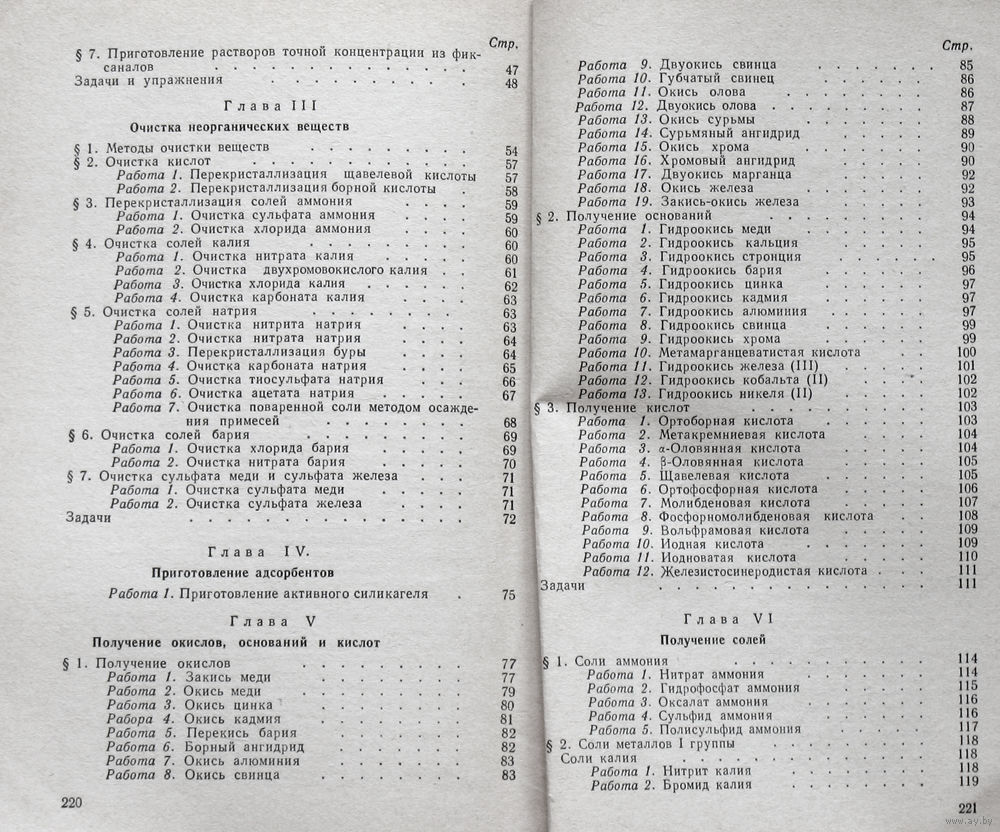 Стр.
§ 7. Приготовление растворов точной концентрации из фик-
саналов . . . . . . . . . . . . . . 47
Задачи и упражнения . . . . . . . . . 48
Глава III
Очистка неорганических веществ
§ 1. Методы очистки веществ . . . . . . . . 54
§ 2. Очистка кислот . . . . . . . . . . 57
Работа 1. Перекристаллизация щавелевой кислоты 57
Работа 2. Перекристаллизация борной кислоты . 58
§ 3. Перекристаллизация солей аммония . . . . 59
Работа 1. Очистка сульфата аммония . . . . 59
Работа 2. Очистка хлорида аммония . . . . 60
§ 4. Очистка солей калия . . . . . . . . 60
Работа 1. Очистка нитрата калия . . . . . 60
Работа 2. Очистка двухромовокислого калия . . 61
Работа 3. Очистка хлорида калия . . . . . 62
Работа 4. Очистка карбоната калия . . . . 63
§ 5. Очистка солей натрия . . . . . . . . 63
Работа 1. Очистка нитрита натрия . . . . 63
Работа 2. Очистка нитрата натрия . . . . 64
Работа 3. Перекристаллизация буры . . . . 64
Работа 4. Очистка карбоната натрия . . . . 65
Работа 5. Очистка тиосульфата натрия . . . 66
Работа 6. Очистка ацетата натрия . . . . 67
Работа 7. Очистка поваренной соли методом осажде-
ния примесей . . . . . . . 68
§ 6. Очистка солей бария . . . . . . . . 69
Работа 1. Очистка хлорида бария . . . . . 69
Работа 2. Очистка нитрата бария . . . . . 70
§ 7. Очистка сульфата меди и сульфата железа . . . 71
Работа 1. Очистка сульфата меди . . . . . 71
Работа 2. Очистка сульфата железа . . . . 71
Задачи . . . . . . . . . . . . . 72
Глава IV.
Приготовление адсорбентов
Работа 1. Приготовление активного силикагеля . 75
Глава V
Получение окислов, оснований и кислот
§ 1. Получение окислов . . . . . . . . . 77
Работа 1. Закись меди . . . . . . . 77
Работа 2. Окись меди . . . . . . . 79
Работа 3. Окись цинка . . . . . . . 80
Рабора 4. Окись кадмия . . . . . . . 81
Работа 5. Перекись бария . . . . . . 82
Работа 6. Борный ангидрид . . . . . . 82
Работа 7. Окись алюминия . . . . . . 83
Работа 8. Окись свинца . . . . . . . 83
220
Стр.
Работа 9. Двуокись свинца . . . . . . 85
Работа 10. Губчатый свинец . . . . . . 86
Работа 11. Окись олова . . . . . . . 86
Работа 12. Двуокись олова . . . . . . . 87
Работа 13. Окись сурьмы . . . . . . 88
Работа 14. Сурьмяный ангидрид . . . . . 89
Работа 15. Окись хрома . . . . . . . 90
Работа 16. Хромовый ангидрид . . . . . 90
Работа 17. Двуокись марганца . . . . . 92
Работа 18. Окись железа . . . . . . 92
Работа 19. Закись-окись железа . . . . . 93
§ 2. Получение оснований . . . . . . . . 94
Работа 1. Гидроокись меди . . . . . . 94
Работа 2. Гидроокись кальция . . . . . 95
Работа 3. Гидроокись стронция . . . . . 95
Работа 4. Гидроокись бария . . . . . . 96
Работа 5. Гидроокись цинка . . . . . . 97
Работа 6. Гидроокись кадмия . . . . . . 97
Работа 7. Гидроокись алюминия . . . . . 97
Работа 8. Гидроокись свинца . . . . . . 99
Работа 9. Гидроокись хрома . . . . . . 99
Работа 10. Метамарганцеватистая кислота . . . 100
Работа 11. Гидроокись железа (III) . . . . . 101
Работа 12. Гидроокись кобальта (II) . . . . 102
Работа 13. Гидроокись никеля (II) . . . . . 102
§ 3. Получение кислот . . . . . . . . . 103
Работа 1. Ортоборная кислота . . . . . 103
Работа 2. Метакремниевая кислота . . . . 104
Работа 3. α-Оловянная кислота . . . . . 104
Работа 4. β-Оловянная кислота . . . . . 105
Работа 5. Щавелевая кислота . . . . . . 105
Работа 6. Ортофосфорная кислота . . . . . 106
Работа 7. Молибденовая кислота . . . . . 107
Работа 8. Фосфорномолибденовая кислота . . 108
Работа 9. Вольфрамовая кислота . . . . . 109
Работа 10. Иодная кислота . . . . . . . 109
Работа 11. Иодноватая кислота . . . . . 110
Работа 12. Железистосинеродистая кислота . . . 111
Задачи . . . . . . . . . . . . . 111
Глава VI
Получение солей
§ 1. Соли аммония . . . . . . . . . . 114
Работа 1. Нитрат аммония . . . . . . 114
Работа 2. Гидрофосфат аммония . . . . . 115
Работа 3. Оксалат аммония . . . . . . 116
Работа 4. Сульфид аммония . . . . . . 116
Работа 5. Полисульфид аммония . . . . . 117
§ 2. Соли металлов I группы . . . . . . . . 118
Соли калия . . . . . . . . . . . 118
Работа 1. Нитрит калия . . . . . . . 118
Работа 2. Бромид калия . . . . . . . 119
221
www.ay.by